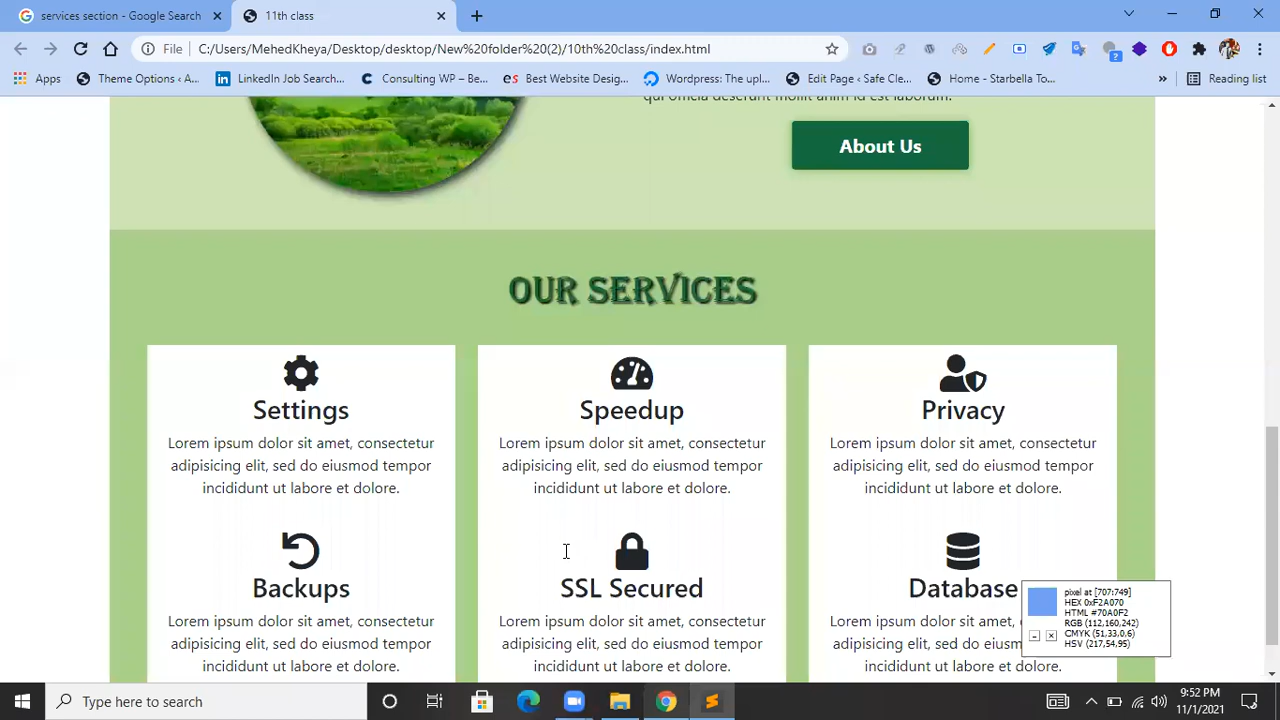 services section - Google Search
11th class
File
C:/Users/MehedKheya/Desktop/desktop/New%20folder%20(2)/10th%20class/index.html
Apps
Theme Options ‹ A...
LinkedIn Job Search...
Consulting WP – Be...
Best Website Desig...
Wordpress:The upl...
Edit Page ‹ Safe Cle...
Home - Starbella To...
»
Reading list
qui officia deserunt mollit anim id est laborum.
About Us
OUR SERVICES
Settings
Lorem ipsum dolor sit amet, consectetur
adipisicing elit, sed do eiusmod tempor
incididunt ut labore et dolore.
Speedup
Lorem ipsum dolor sit amet, consectetur
adipisicing elit, sed do eiusmod tempor
incididunt ut labore et dolore.
Privacy
Lorem ipsum dolor sit amet, consectetur
adipisicing elit, sed do eiusmod tempor
incididunt ut labore et dolore.
Backups
Lorem ipsum dolor sit amet, consectetur
adipisicing elit, sed do eiusmod tempor
incididunt ut labore et dolore.
SSL Secured
Lorem ipsum dolor sit amet, consectetur
adipisicing elit, sed do eiusmod tempor
incididunt ut labore et dolore.
Database
Lorem ipsum dolor sit amet,
adipisicing elit, sed do eiusm
incididunt ut labore et dolore.
pixel at [707:749]
HEX 0xF2A070
HTML #70A0F2
RGB (112,160,242)
CMYK (51,33,0.6)
HSV (217,54,95)
Type here to search
9:52 PM
11/1/2021